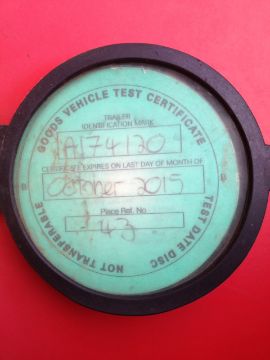 GOODS VEHICLE TEST CERTIFICATE
TRAILER
IDENTIFICATION MARK
A174130
CERTIFICATE EXPIRES ON LAST DAY OF MONTH OF
October 2015
Place Ref. No
43
NOT TRANSFERABLE
TEST DATE DISC